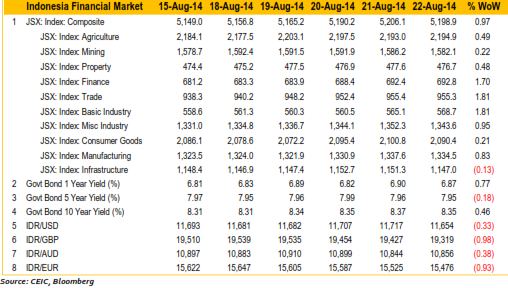 Indonesia Financial Market 15-Aug-14 18-Aug-14 19-Aug-14 20-Aug-14 21-Aug-14 22-Aug-14 % WoW
1 JSX: Index: Composite 5,149.0 5,156.8 5,165.2 5,190.2 5,206.1 5,198.9 0.97
JSX: Index: Agriculture 2,184.1 2,177.5 2,203.1 2,197.5 2,193.0 2,194.9 0.49
JSX: Index: Mining 1,578.7 1,592.4 1,591.5 1,591.9 1,586.2 1,582.1 0.22
JSX: Index: Property 474.4 475.2 477.5 476.9 477.6 476.7 0.48
JSX: Index: Finance 681.2 683.3 683.9 688.4 692.4 692.8 1.70
JSX: Index: Trade 938.3 940.2 948.2 952.4 955.4 955.3 1.81
JSX: Index: Basic Industry 558.6 561.3 560.3 560.5 565.1 568.7 1.81
JSX: Index: Misc Industry 1,331.0 1,334.8 1,336.7 1,344.1 1,352.3 1,343.6 0.95
JSX: Index: Consumer Goods 2,086.1 2,078.6 2,072.2 2,095.4 2,100.8 2,090.4 0.21
JSX: Index: Manufacturing 1,323.5 1,324.0 1,321.9 1,330.9 1,337.6 1,334.5 0.83
JSX: Index: Infrastructure 1,148.4 1,146.9 1,147.4 1,152.7 1,151.3 1,147.0 (0.13)
2 Govt Bond 1 Year Yield (%) 6.81 6.83 6.89 6.82 6.90 6.87 0.77
3 Govt Bond 5 Year Yield (%) 7.97 7.95 7.96 7.99 7.96 7.95 (0.18)
4 Govt Bond 10 Year Yield (%) 8.31 8.31 8.34 8.35 8.37 8.35 0.46
5 IDR/USD 11,693 11,681 11,682 11,707 11,717 11,654 (0.33)
6 IDR/GBP 19,510 19,539 19,535 19,454 19,427 19,319 (0.98)
7 IDR/AUD 10,897 10,883 10,910 10,899 10,844 10,856 (0.38)
8 IDR/EUR 15,622 15,647 15,605 15,587 15,525 15,476 (0.93)
Source: CEIC, Bloomberg